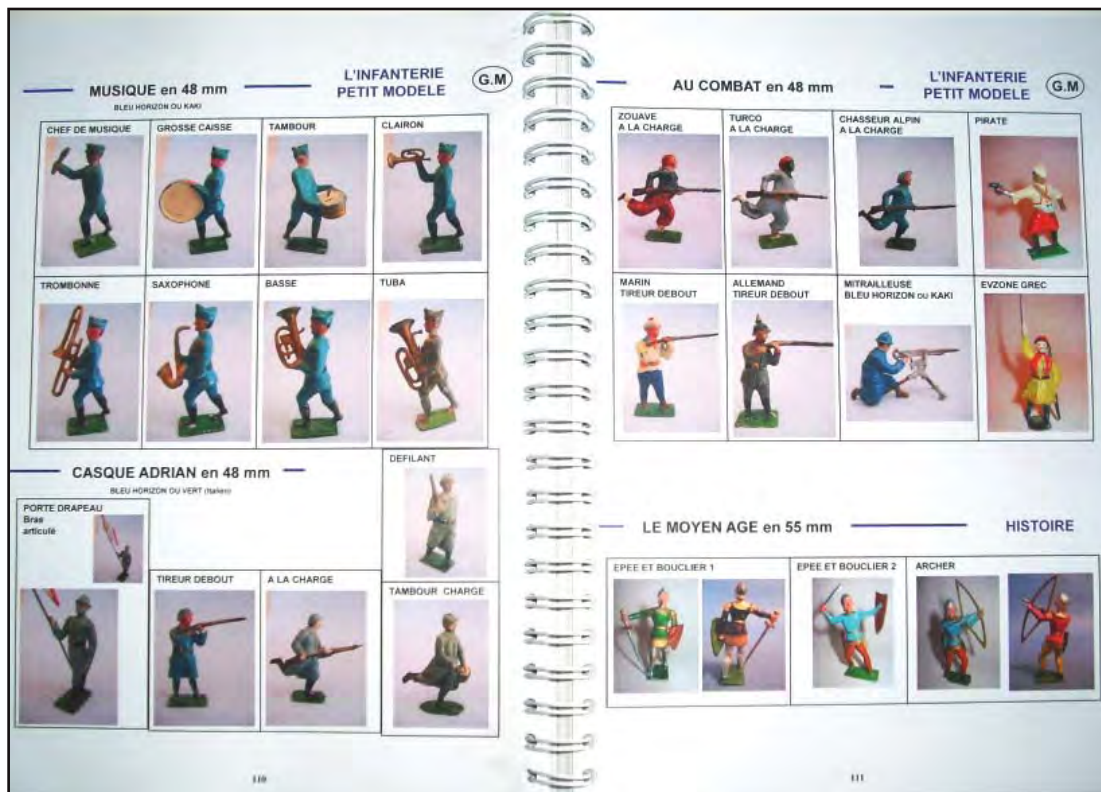 MUSIQUE en 48 mm
BLEU HORIZON OU KAKI
L'INFANTERIE
PETIT MODELE
G.M
CHEF DE MUSIQUE
GROSSE CAISSE
TAMBOUR
CLAIRON
TROMBONNE
SAXOPHONE
BASSE
TUBA
CASQUE ADRIAN en 48 mm
BLEU HORIZON OU VERT (Italien)
DEFILANT
PORTE DRAPEAU
Bras
articulé
TIREUR DEBOUT
A LA CHARGE
TAMBOUR CHARGE
110
AU COMBAT en 48 mm
L'INFANTERIE
PETIT MODELE
G.M
ZOUAVE
A LA CHARGE
TURCO
A LA CHARGE
CHASSEUR ALPIN
A LA CHARGE
PIRATE
MARIN
TIREUR DEBOUT
ALLEMAND
TIREUR DEBOUT
MITRAILLEUSE
BLEU HORIZON OU KAKI
EVZONE GREC
LE MOYEN AGE en 55 mm
HISTOIRE
EPEE ET BOUCLIER 1
EPEE ET BOUCLIER 2
ARCHER
111